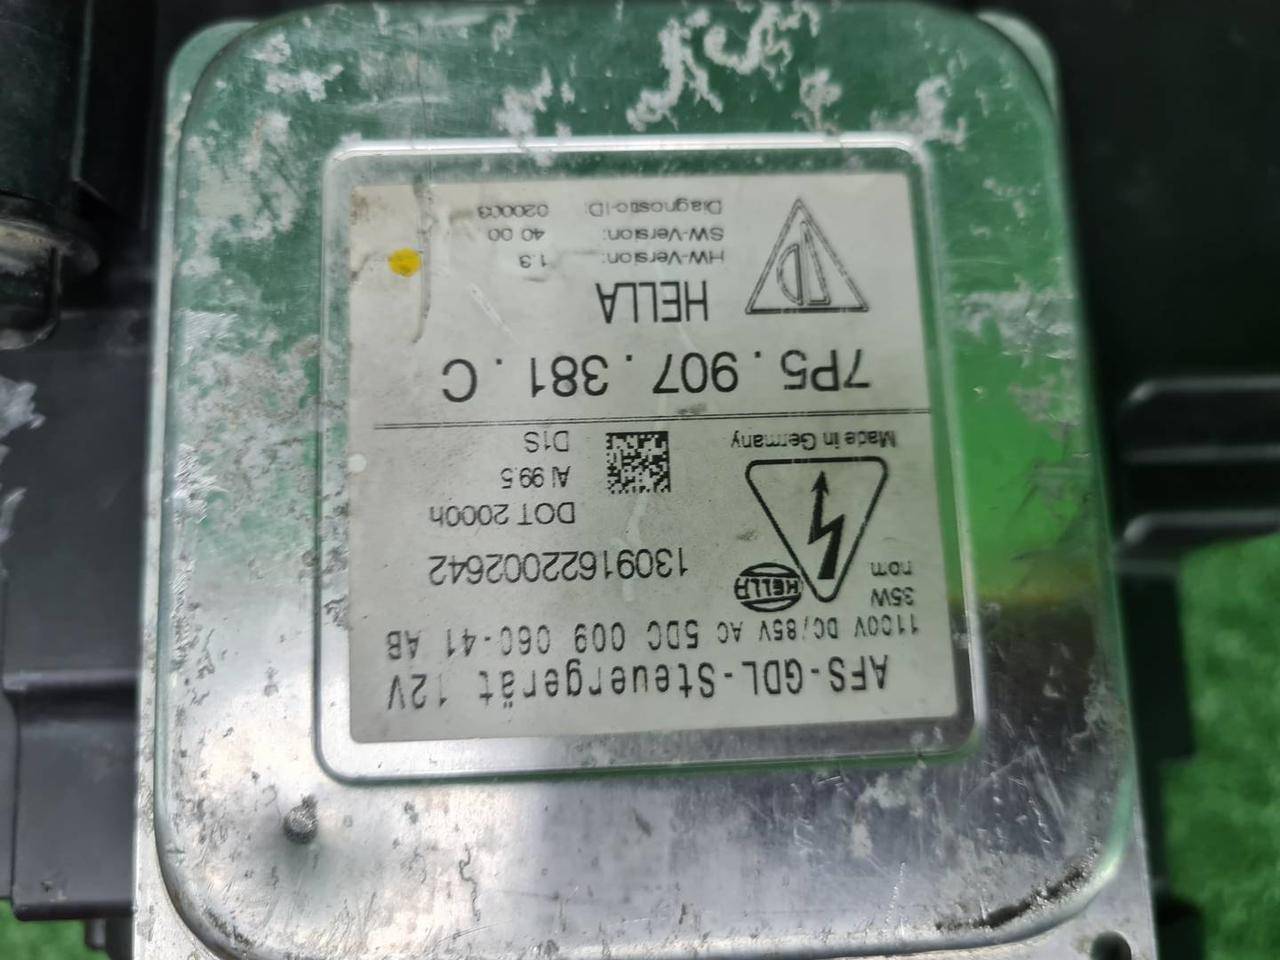 AFS-GDL-Steuergerät 12V
1100V DC/85V AC 5DC 009 060-41 AB
35W
nom
HELLA
13091622002642
DOT 2000h
Al 99.5
D1S
Made in Germany
7P5.907.381.C
HELLA
HW-Version: 1.3
SW-Version: 40 00
Diagnostic-ID: 020003